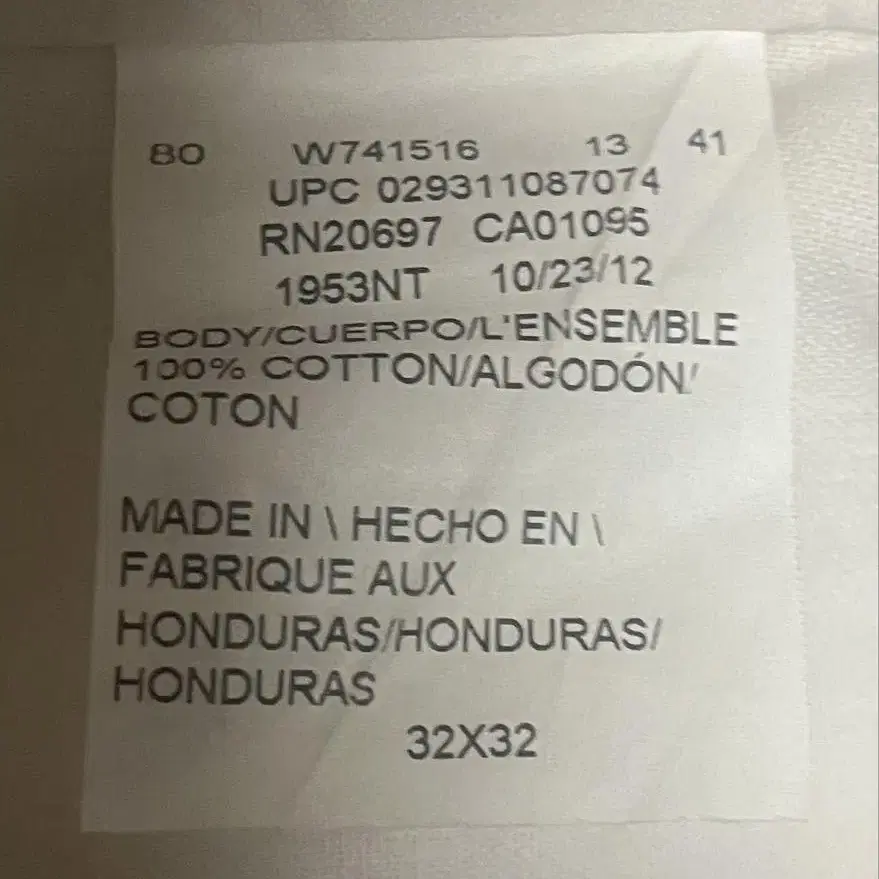 80 W741516 13 41
UPC 029311087074
RN20697 CA01095
1953NT 10/23/12
BODY/CUERPO/L'ENSEMBLE
100% COTTON/ALGODÓN/
COTON
MADE IN \ HECHO EN \
FABRIQUE AUX
HONDURAS/HONDURAS/
HONDURAS
32X32